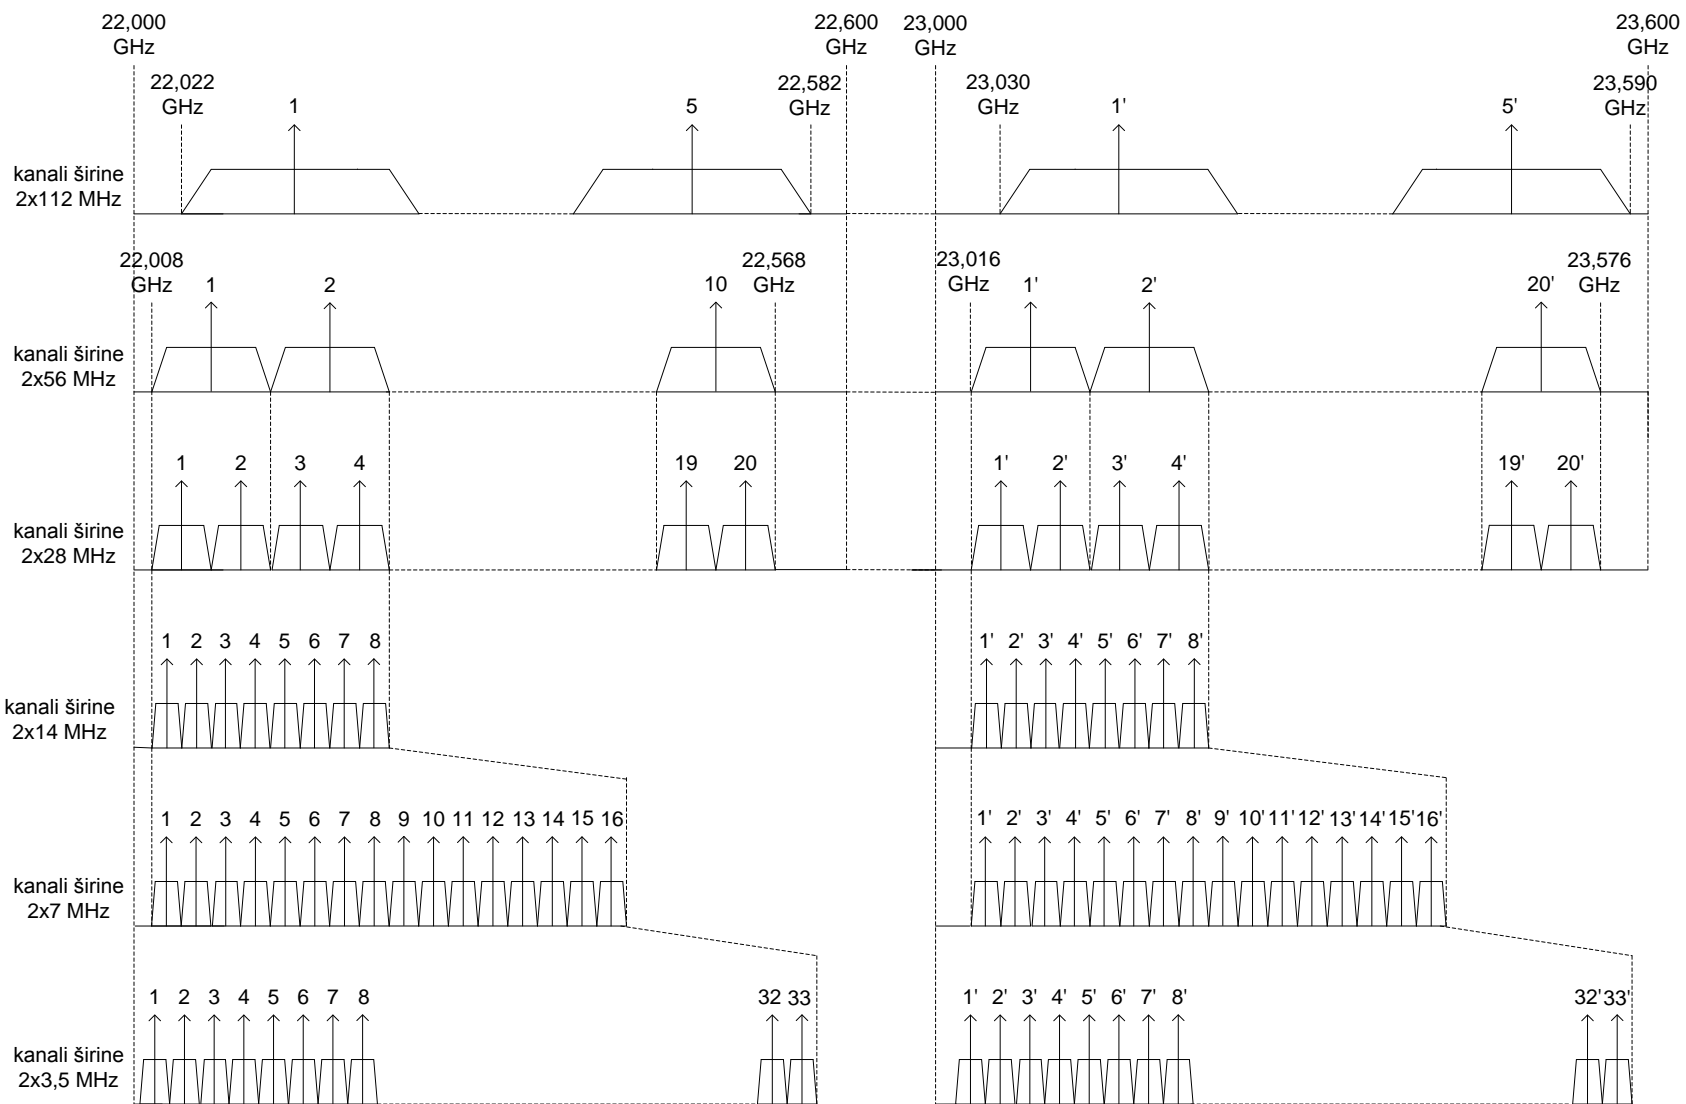 22,000
GHz
22,600
GHz
23,000
GHz
23,600
GHz
22,022
GHz
1
5
22,582
GHz
23,030
GHz
1'
5'
23,590
GHz
kanali širine
2x112 MHz
22,008
GHz
1
2
10
22,568
GHz
23,016
GHz
1'
2'
20'
23,576
GHz
kanali širine
2x56 MHz
1 2 3 4 19 20 1' 2' 3' 4' 19' 20'
kanali širine
2x28 MHz
1 2 3 4 5 6 7 8 1' 2' 3' 4' 5' 6' 7' 8'
kanali širine
2x14 MHz
1 2 3 4 5 6 7 8 9 10 11 12 13 14 15 16 1' 2' 3' 4' 5' 6' 7' 8' 9' 10' 11' 12' 13' 14' 15' 16'
kanali širine
2x7 MHz
1 2 3 4 5 6 7 8 32 33 1' 2' 3' 4' 5' 6' 7' 8' 32' 33'
kanali širine
2x3,5 MHz